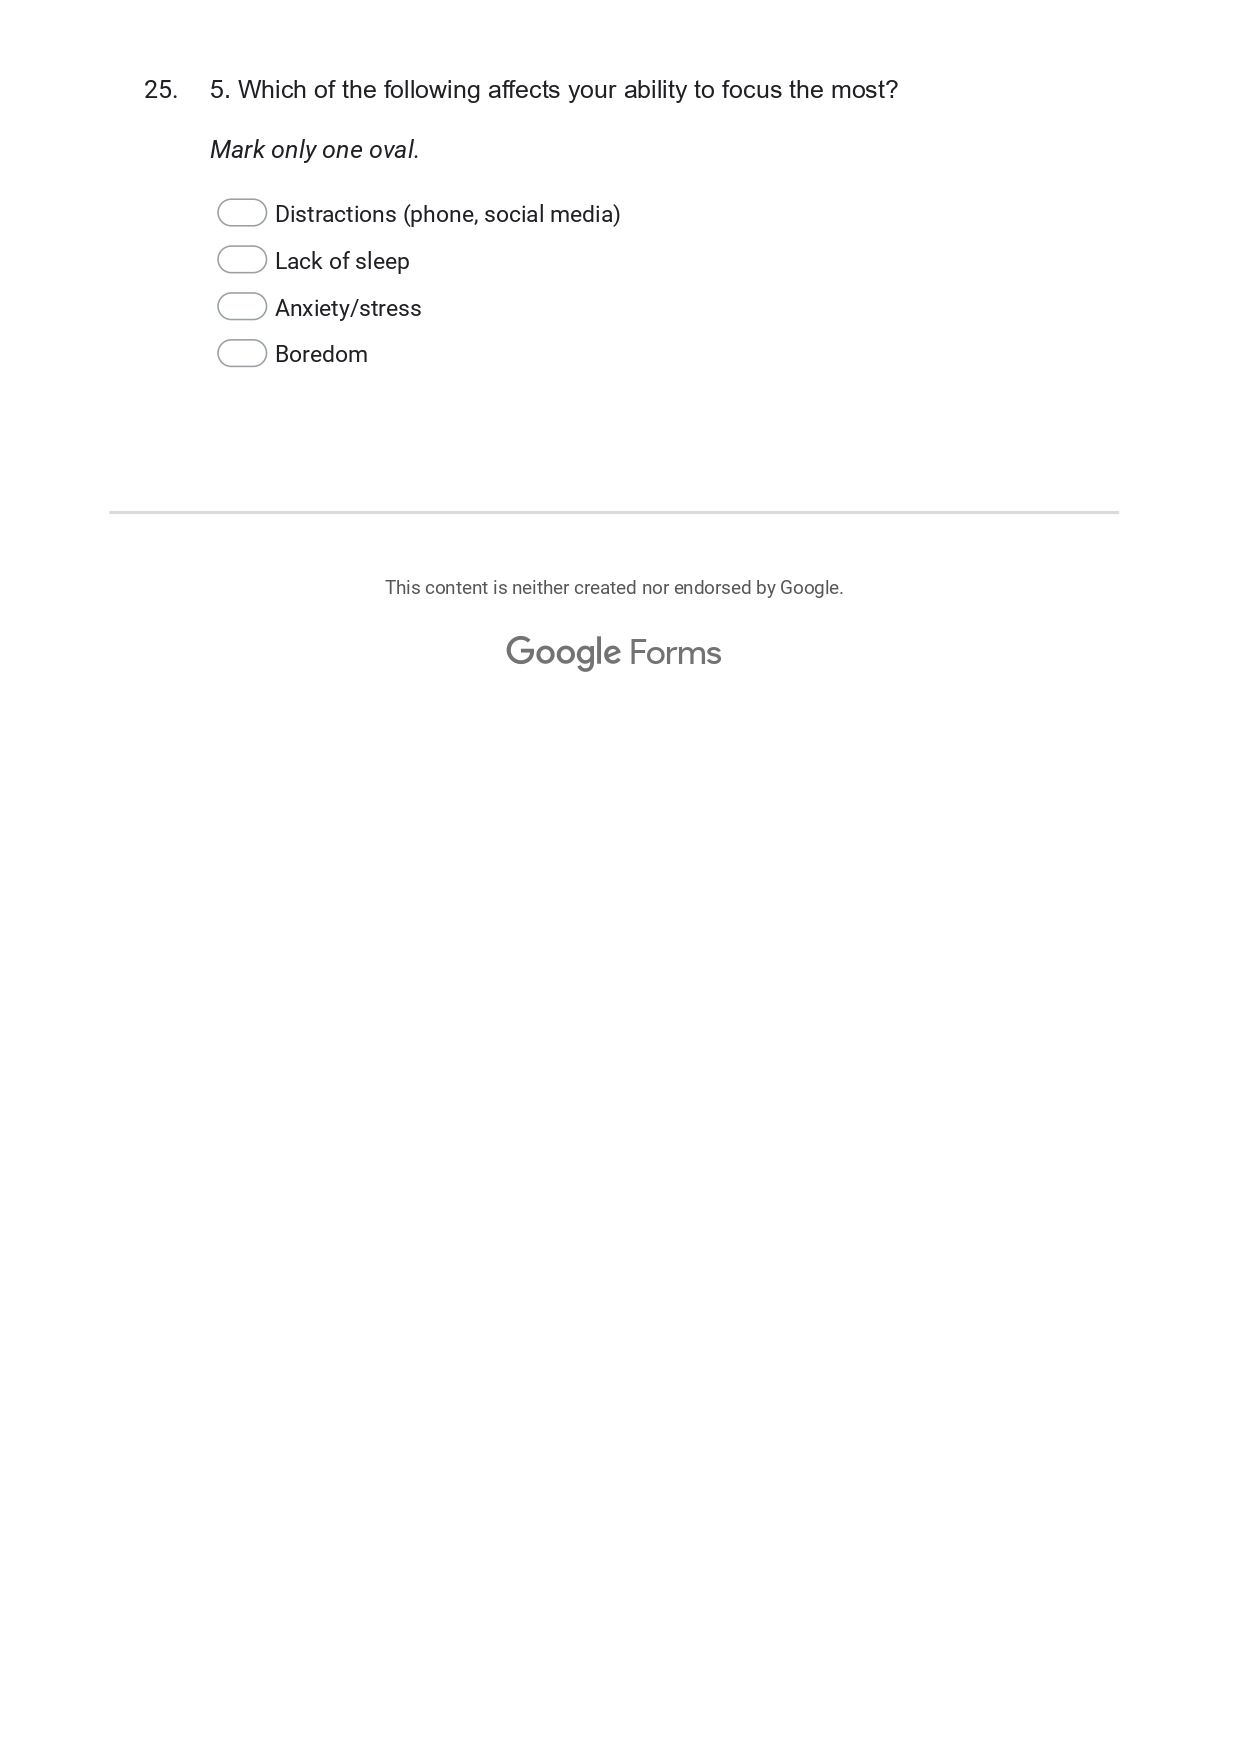 25. 5. Which of the following affects your ability to focus the most?
Mark only one oval.
Distractions (phone, social media)
Lack of sleep
Anxiety/stress
Boredom
This content is neither created nor endorsed by Google.
Google Forms